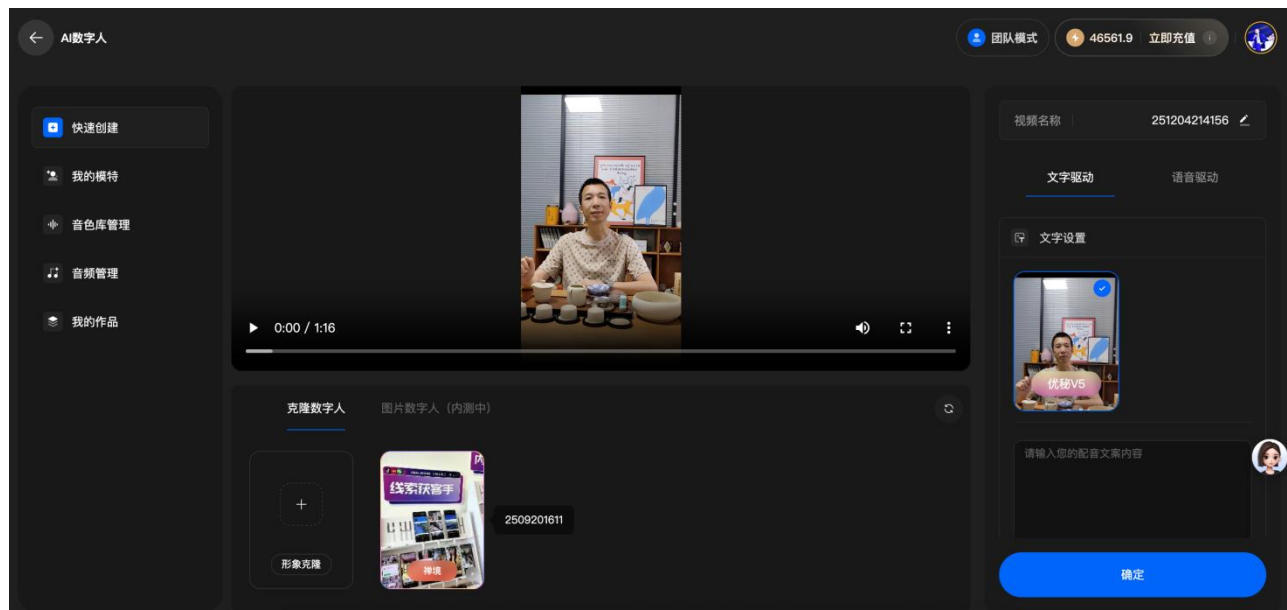 AI数字人
团队模式
46561.9 立即充值
快速创建
我的模特
音色库管理
音频管理
我的作品
0:00 / 1:16
克隆数字人 图片数字人（内测中）
形象克隆
线索获客手
禅境
2509201611
视频名称 251204214156
文字驱动 语音驱动
文字设置
优秘V5
请输入您的配音文案内容
确定